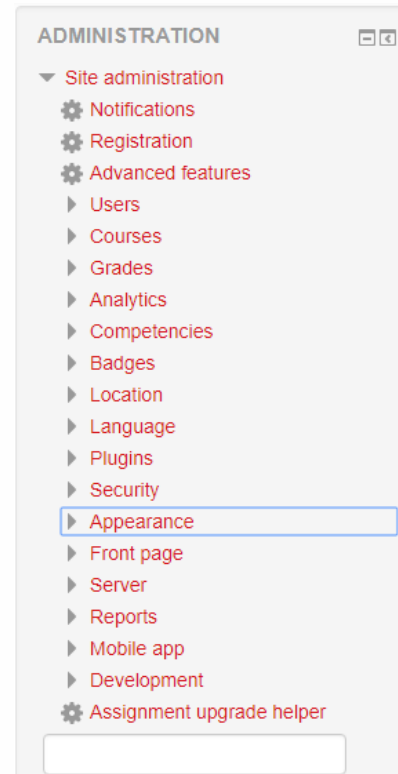 ADMINISTRATION
Site administration
Notifications
Registration
Advanced features
Users
Courses
Grades
Analytics
Competencies
Badges
Location
Language
Plugins
Security
Appearance
Front page
Server
Reports
Mobile app
Development
Assignment upgrade helper